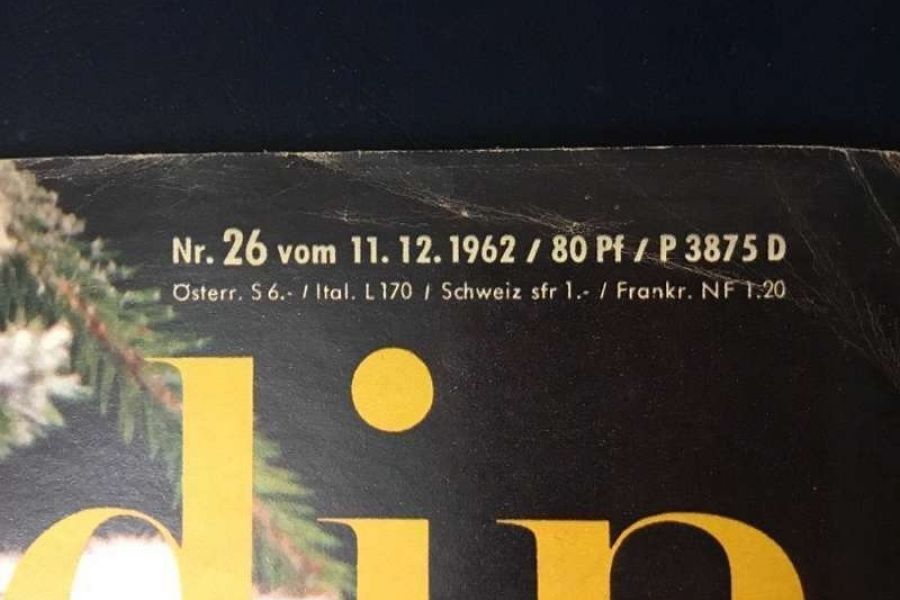 Nr. 26 vom 11. 12. 1962 / 80 Pf / P 3875 D
Österr. S 6.- / Ital. L 170 / Schweiz sfr 1.- / Frankr. NF 1.20
din